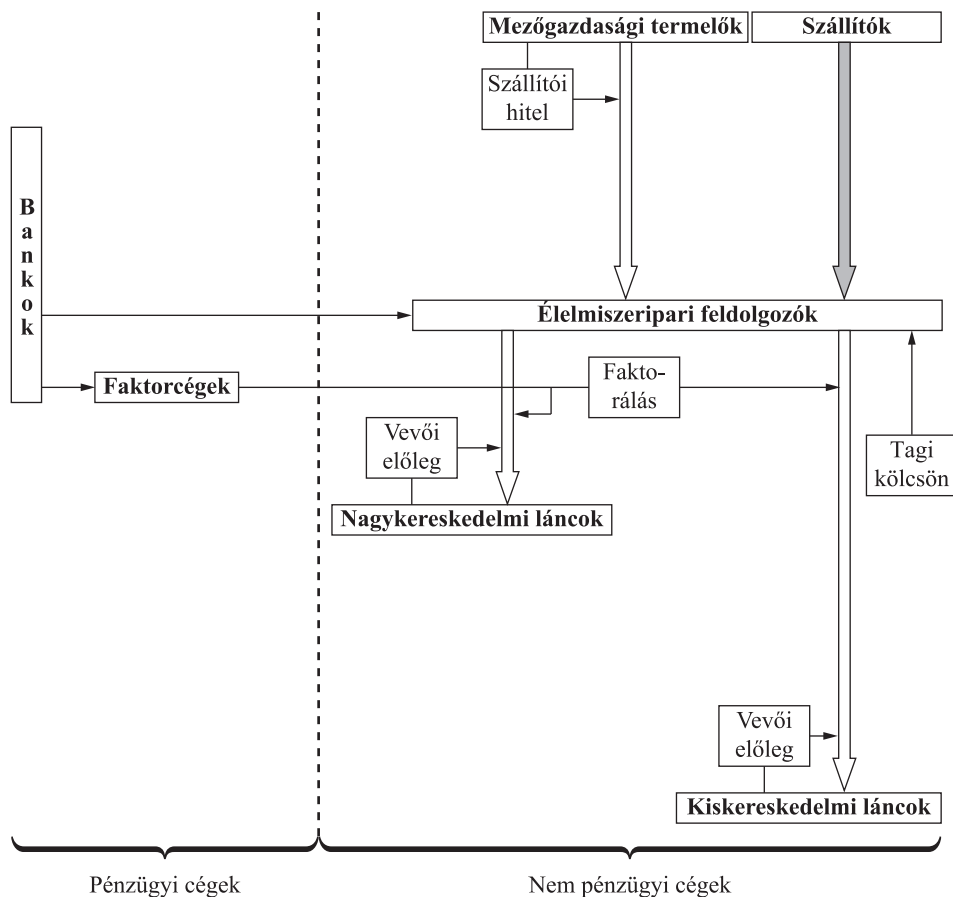 Mezőgazdasági termelők
Szállítók
Szállítói
hitel
Bankok
Élelmiszeripari feldolgozók
Faktorcégek
Fakto-
rálás
Vevői
előleg
Tagi
kölcsön
Nagykereskedelmi láncok
Vevői
előleg
Kiskereskedelmi láncok
Pénzügyi cégek
Nem pénzügyi cégek